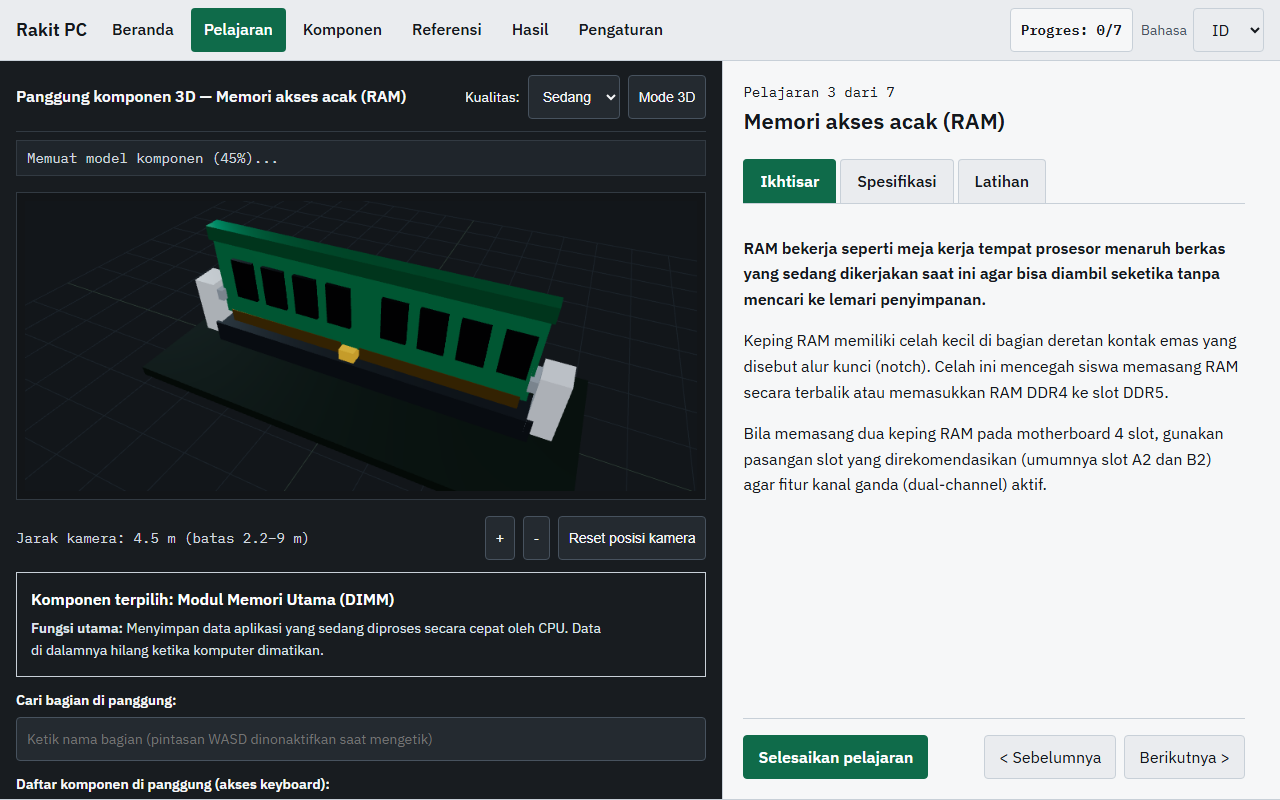 Rakit PC Beranda Pelajaran Komponen Referensi Hasil Pengaturan Progres: 0/7 Bahasa ID
Panggung komponen 3D — Memori akses acak (RAM) Kualitas: Sedang Mode 3D
Memuat model komponen (45%)...
Jarak kamera: 4.5 m (batas 2.2–9 m) + - Reset posisi kamera
Komponen terpilih: Modul Memori Utama (DIMM)
Fungsi utama: Menyimpan data aplikasi yang sedang diproses secara cepat oleh CPU. Data
di dalamnya hilang ketika komputer dimatikan.
Cari bagian di panggung:
Ketik nama bagian (pintasan WASD dinonaktifkan saat mengetik)
Daftar komponen di panggung (akses keyboard):
Pelajaran 3 dari 7
Memori akses acak (RAM)
Ikhtisar Spesifikasi Latihan
RAM bekerja seperti meja kerja tempat prosesor menaruh berkas
yang sedang dikerjakan saat ini agar bisa diambil seketika tanpa
mencari ke lemari penyimpanan.
Keping RAM memiliki celah kecil di bagian deretan kontak emas yang
disebut alur kunci (notch). Celah ini mencegah siswa memasang RAM
secara terbalik atau memasukkan RAM DDR4 ke slot DDR5.
Bila memasang dua keping RAM pada motherboard 4 slot, gunakan
pasangan slot yang direkomendasikan (umumnya slot A2 dan B2)
agar fitur kanal ganda (dual-channel) aktif.
Selesaikan pelajaran < Sebelumnya Berikutnya >